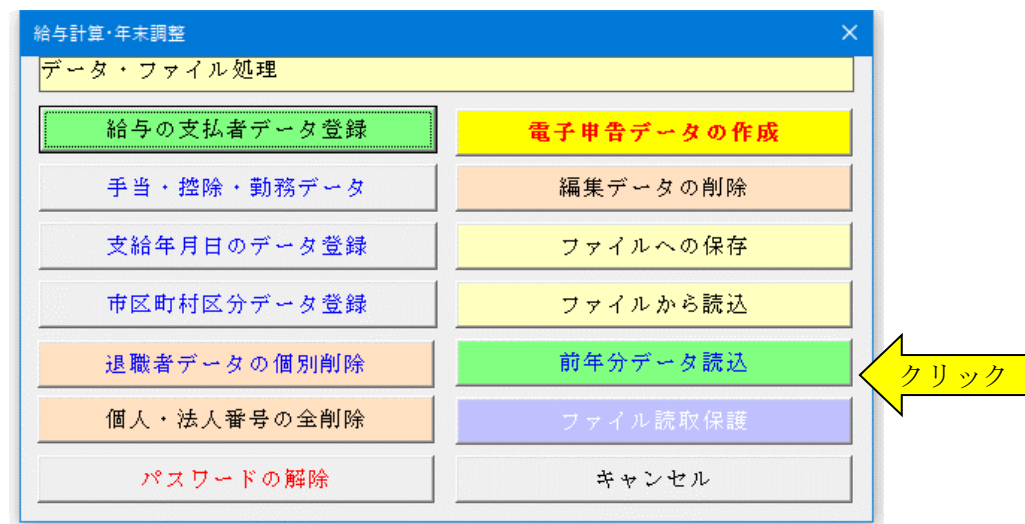 給与計算・年末調整
データ・ファイル処理
給与の支払者データ登録
電子申告データの作成
手当・控除・勤務データ
編集データの削除
支給年月日のデータ登録
ファイルへの保存
市区町村区分データ登録
ファイルから読込
退職者データの個別削除
前年分データ読込
クリック
個人・法人番号の全削除
ファイル読取保護
パスワードの解除
キャンセル